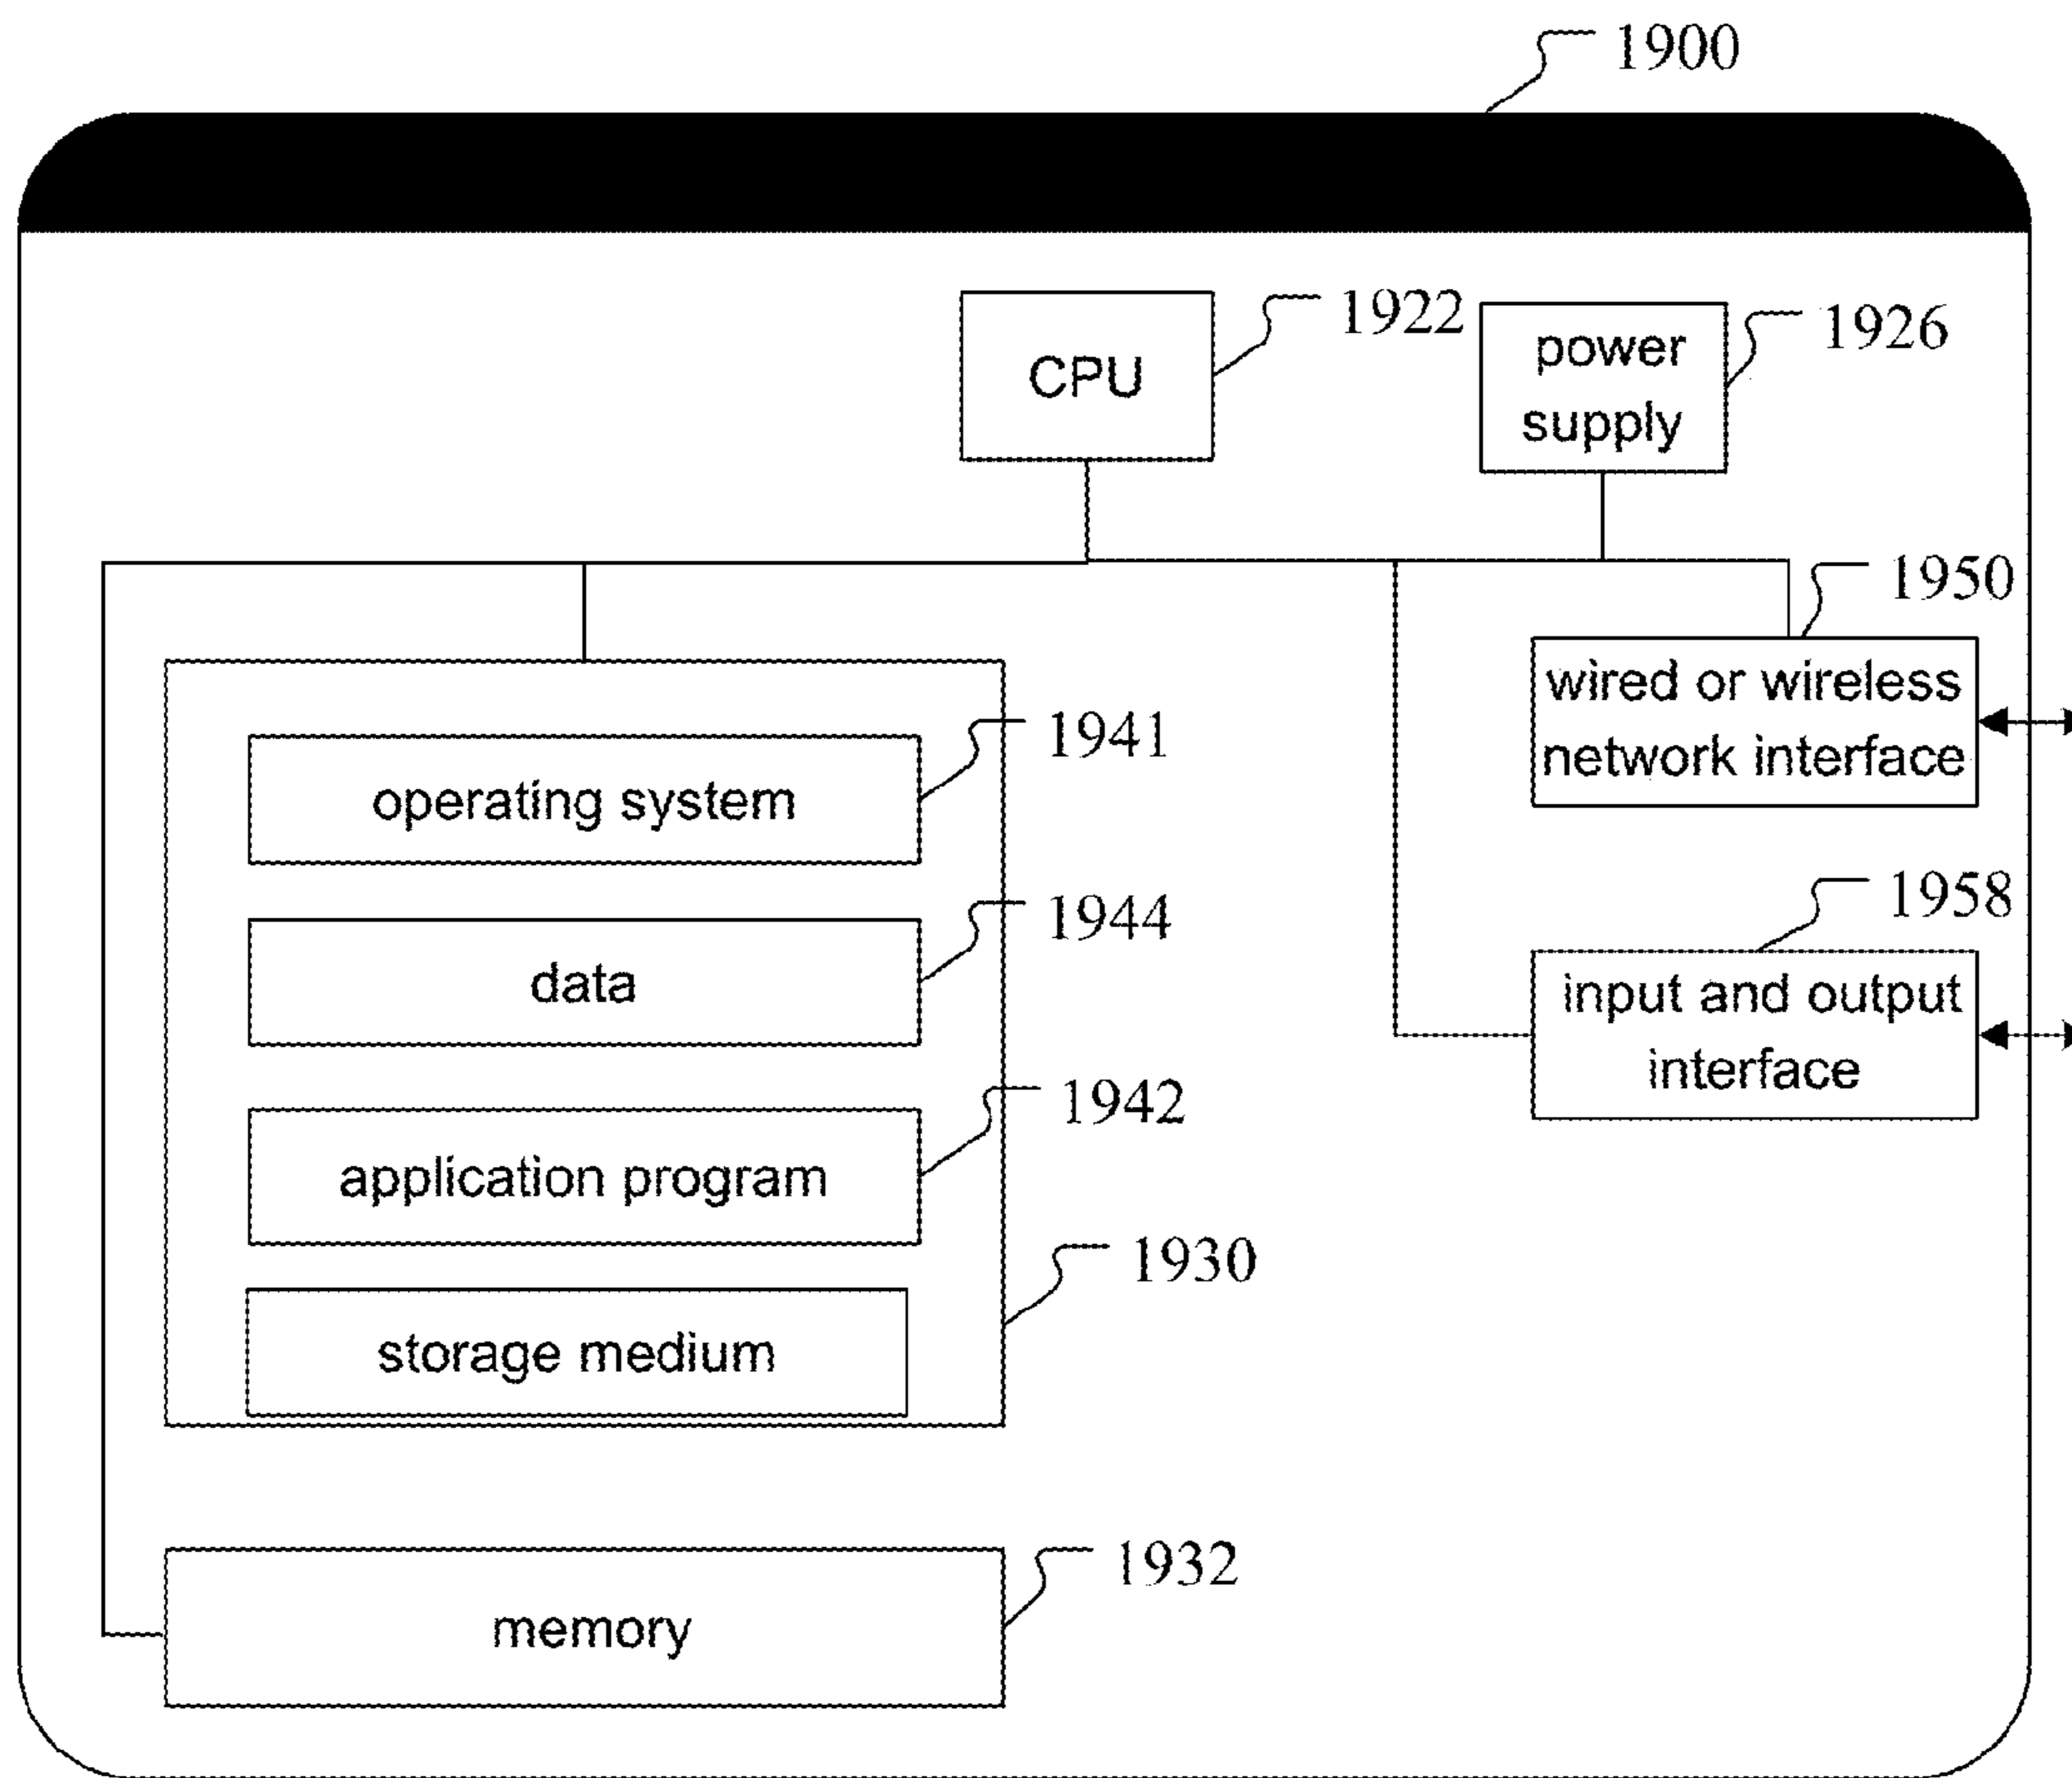 1900
CPU
1922
power
supply
1926
1950
wired or wireless
network interface
operating system
1941
data
1944
1958
input and output
interface
application program
1942
1930
storage medium
memory
1932